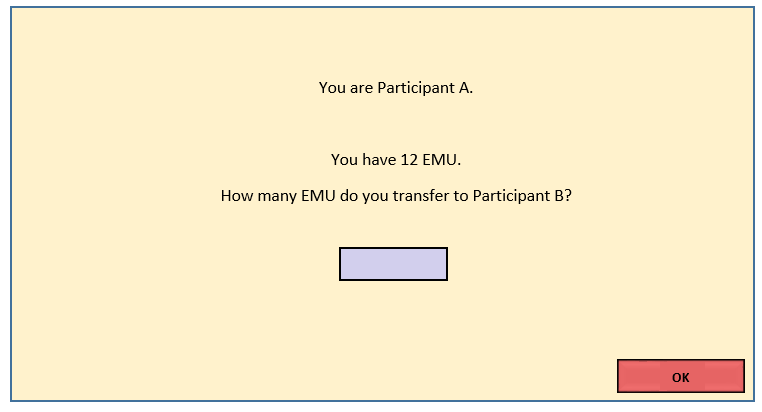 You are Participant A.
You have 12 EMU.
How many EMU do you transfer to Participant B?
OK